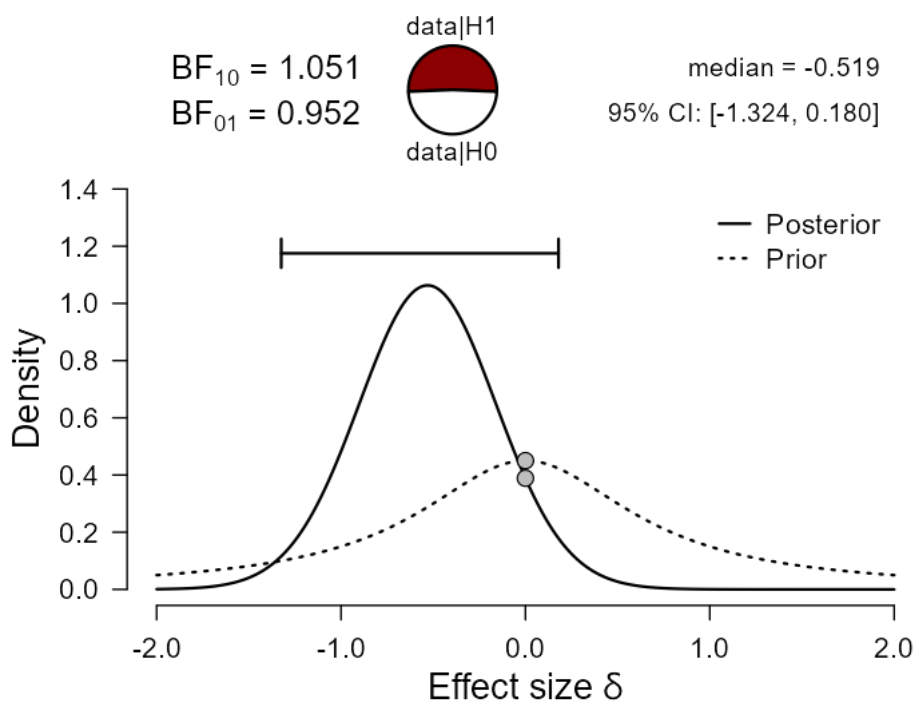 data|H1
BF10 = 1.051
BF01 = 0.952
data|H0
median = -0.519
95% CI: [-1.324, 0.180]
Posterior
Prior
Density
1.4
1.2
1.0
0.8
0.6
0.4
0.2
0.0
-2.0 -1.0 0.0 1.0 2.0
Effect size δ